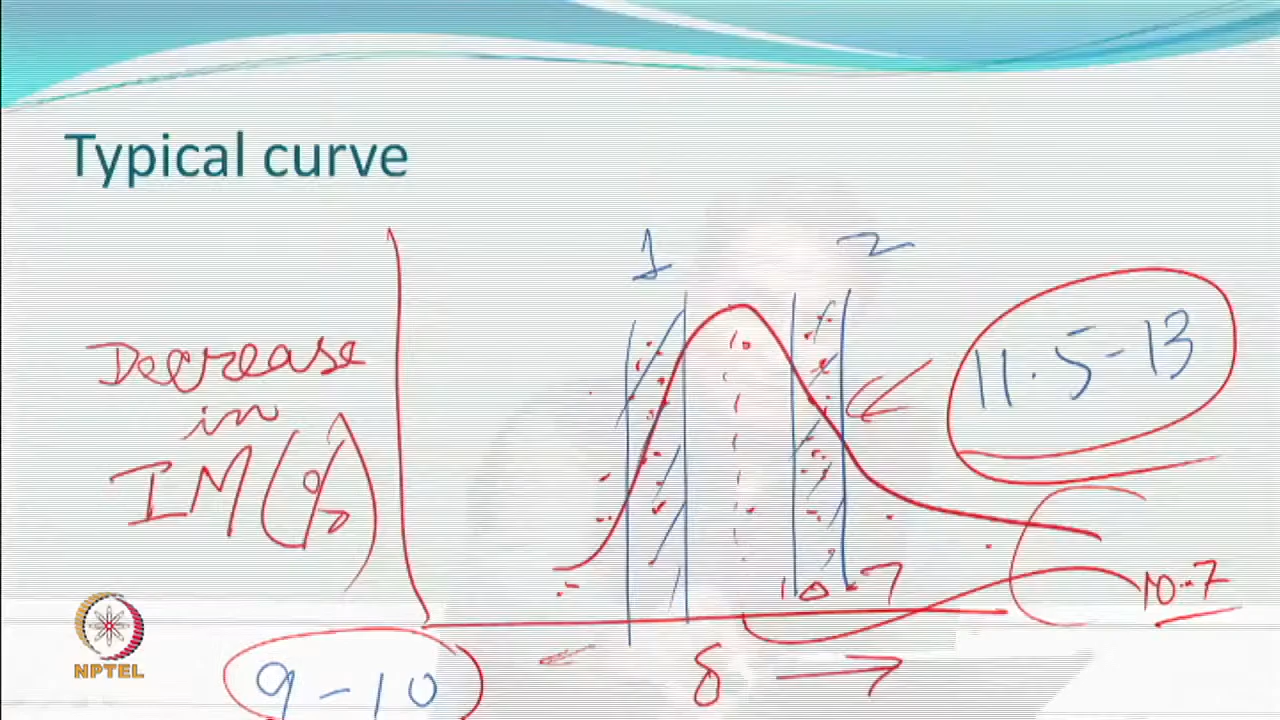 Typical curve
1
2
11.5-13
Decrease
in
IM(%)
10.7
10.7
δ →
9-10
NPTEL